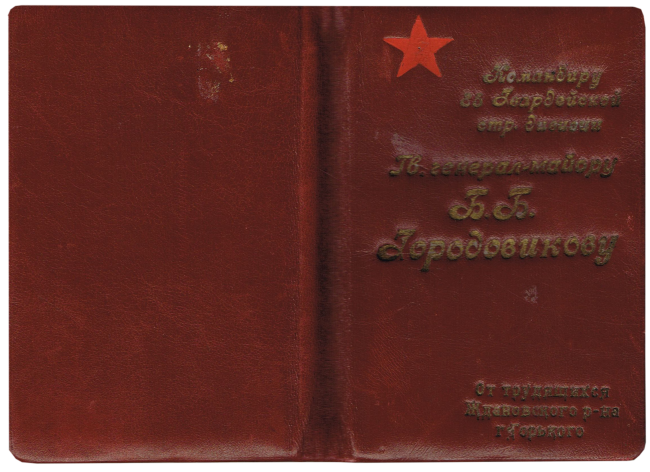 Командиру
гвардейской
стр. дивизии
Гв. генерал-майору
Б.Б.
Городовикову
От трудящихся
Ждановского р-на
г. Горького